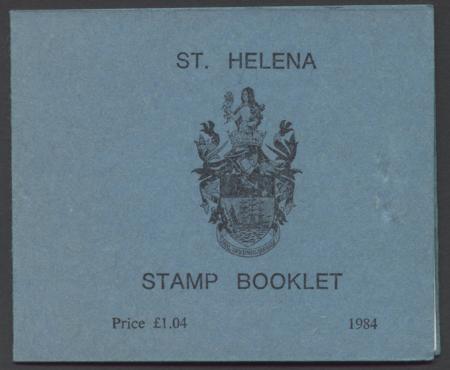 ST. HELENA
STAMP BOOKLET
Price £1.04 1984